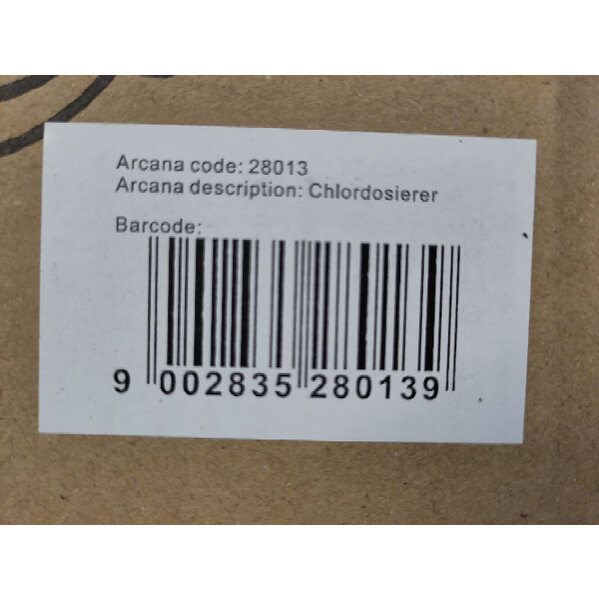 Arcana code: 28013
Arcana description: Chlordosierer
Barcode:
9 002835 280139